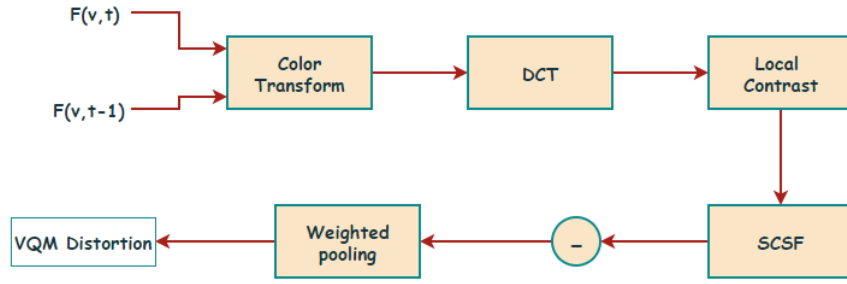 F(v,t)
F(v,t-1)
Color
Transform
DCT
Local
Contrast
SCSF
-
Weighted
pooling
VQM Distortion